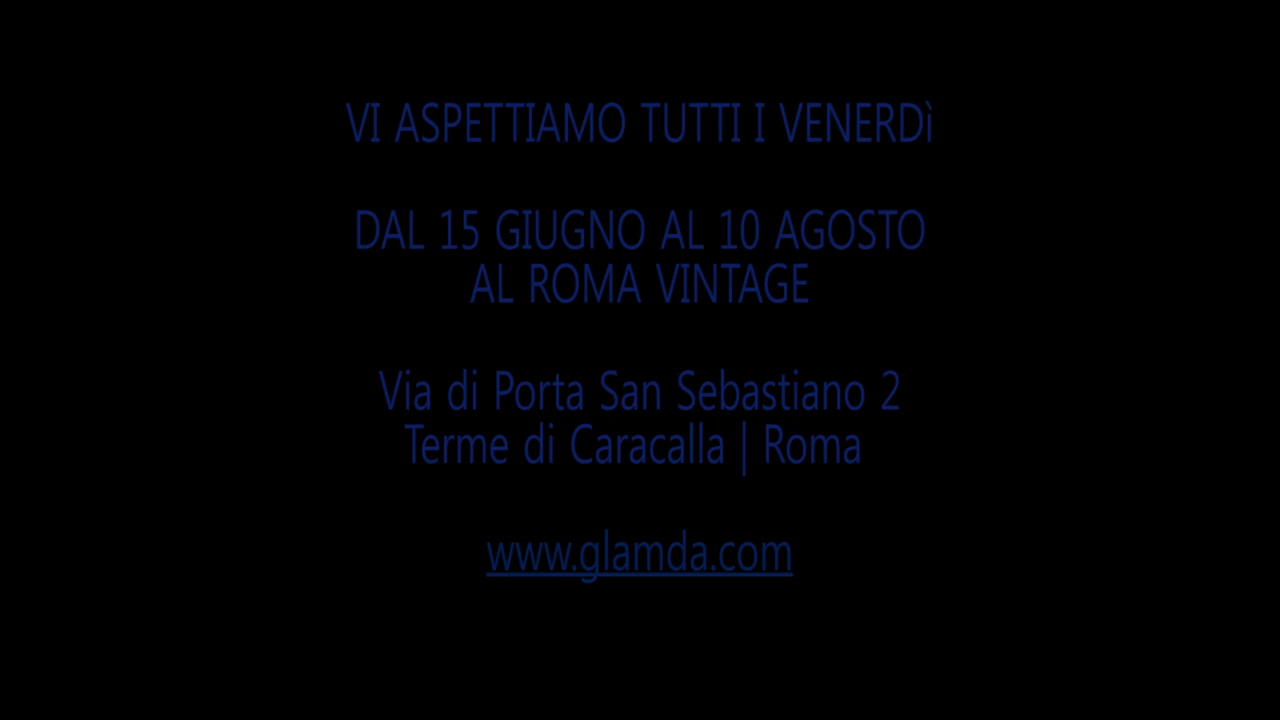 VI ASPETTIAMO TUTTI I VENERDì
DAL 15 GIUGNO AL 10 AGOSTO
AL ROMA VINTAGE
Via di Porta San Sebastiano 2
Terme di Caracalla | Roma
www.glamda.com